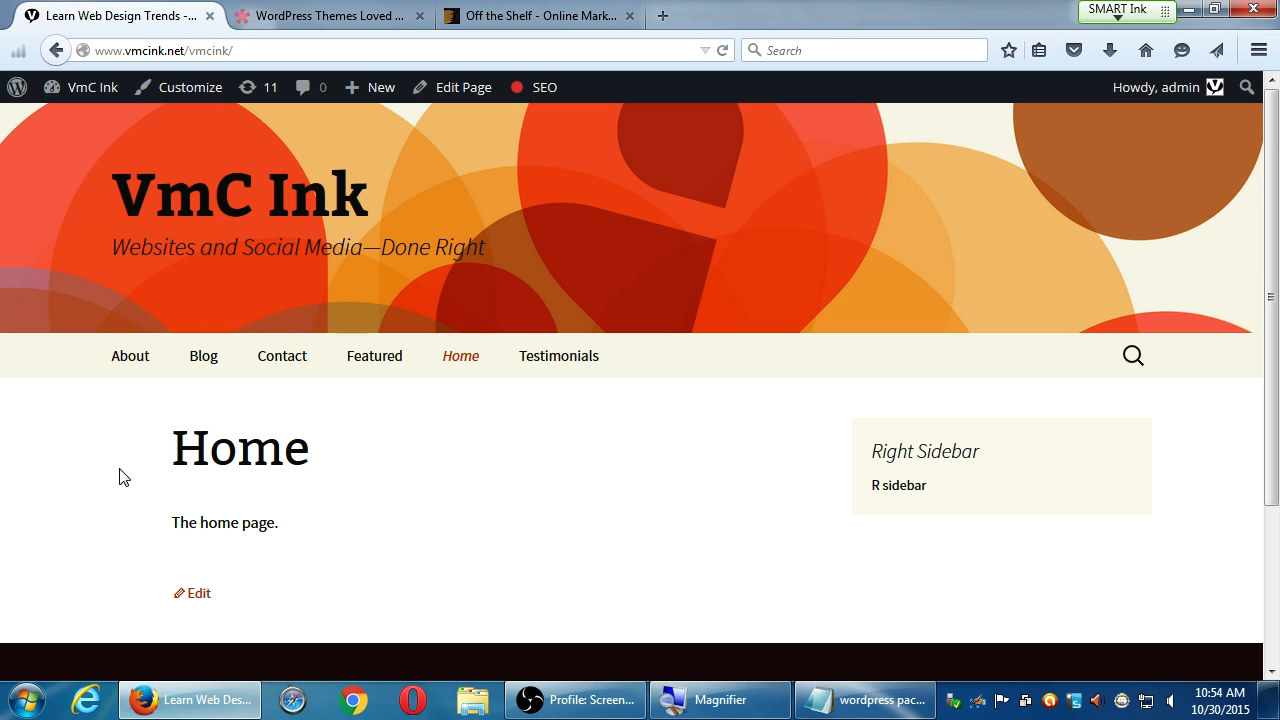 SMART Ink
Learn Web Design Trends -...
WordPress Themes Loved ...
Off the Shelf - Online Mark...
www.vmcink.net/vmcink/
Search
VmC Ink
Customize
11
0
New
Edit Page
SEO
Howdy, admin
VmC Ink
Websites and Social Media—Done Right
About
Blog
Contact
Featured
Home
Testimonials
Home
Right Sidebar
R sidebar
The home page.
Edit
Learn Web Des...
Profile: Screen...
Magnifier
wordpress pac...
10:54 AM
10/30/2015